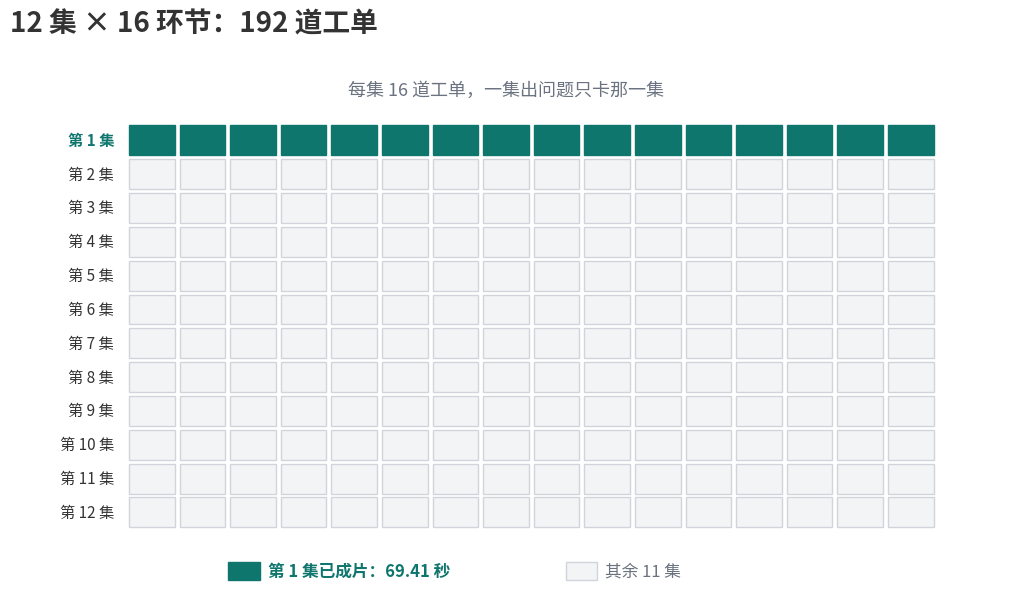 12 集 × 16 环节：192 道工单
每集 16 道工单，一集出问题只卡那一集
第 1 集
第 2 集
第 3 集
第 4 集
第 5 集
第 6 集
第 7 集
第 8 集
第 9 集
第 10 集
第 11 集
第 12 集
第 1 集已成片：69.41 秒
其余 11 集